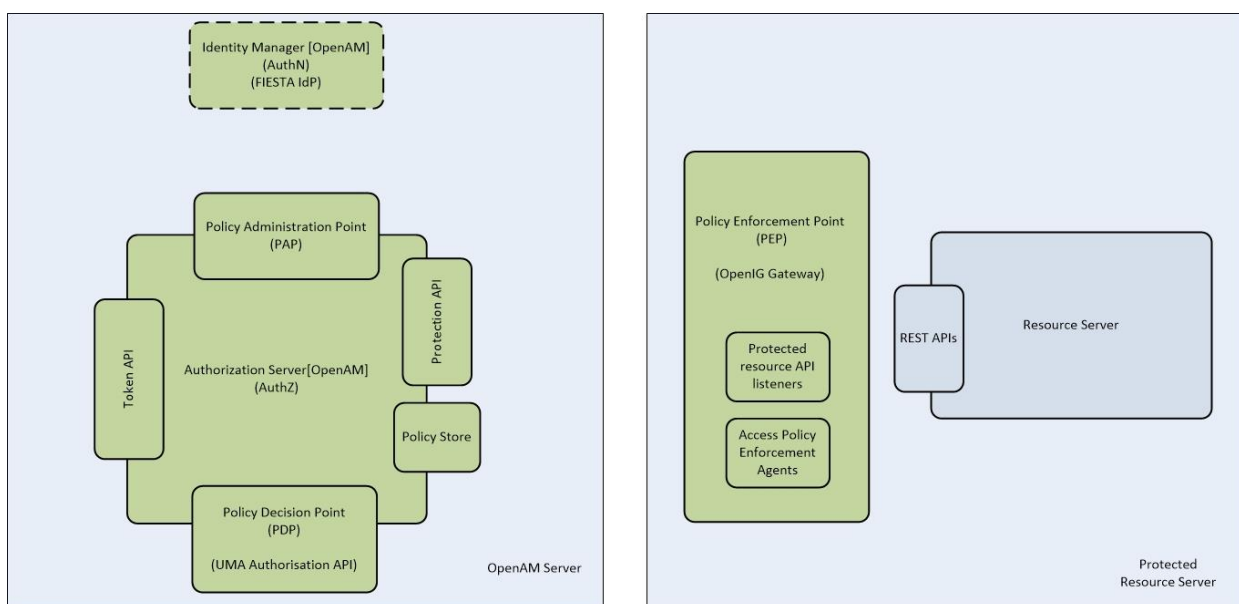 Identity Manager [OpenAM]
(AuthN)
(FIESTA IdP)
Policy Administration Point
(PAP)
Protection API
Token API
Authorization Server[OpenAM]
(AuthZ)
Policy Store
Policy Decision Point
(PDP)
(UMA Authorisation API)
OpenAM Server
Policy Enforcement Point
(PEP)
(OpenIG Gateway)
Protected
resource API
listeners
Access Policy
Enforcement
Agents
REST APIs
Resource Server
Protected
Resource Server